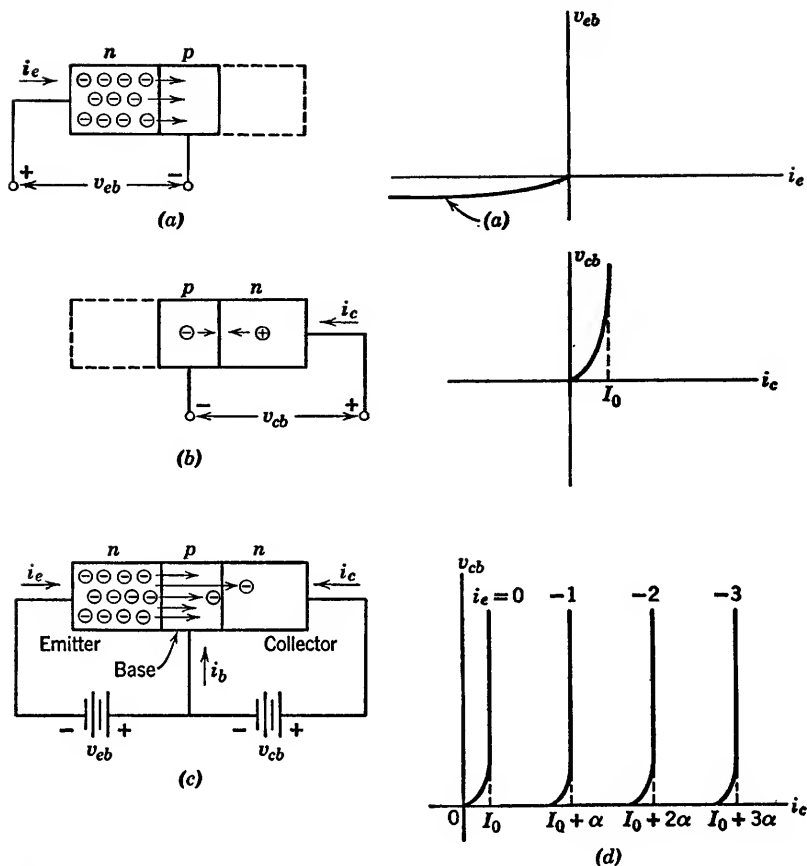 n p
i_e
⊖ ⊖ ⊖ ⊖
⊖ ⊖ ⊖
⊖ ⊖ ⊖ ⊖
+ v_eb −
(a)
v_eb
i_e
(a)
p n
i_c
⊖ ⊕
− v_cb +
(b)
v_cb
i_c
I_0
n p n
i_e i_c
⊖ ⊖ ⊖ ⊖ ⊖
⊖ ⊖ ⊖ ⊖ ⊖
⊖ ⊖ ⊖ ⊖
Emitter Collector
Base i_b
− + − +
v_eb v_cb
(c)
v_cb
i_e = 0 −1 −2 −3
0 I_0 I_0 + α I_0 + 2α I_0 + 3α i_c
(d)